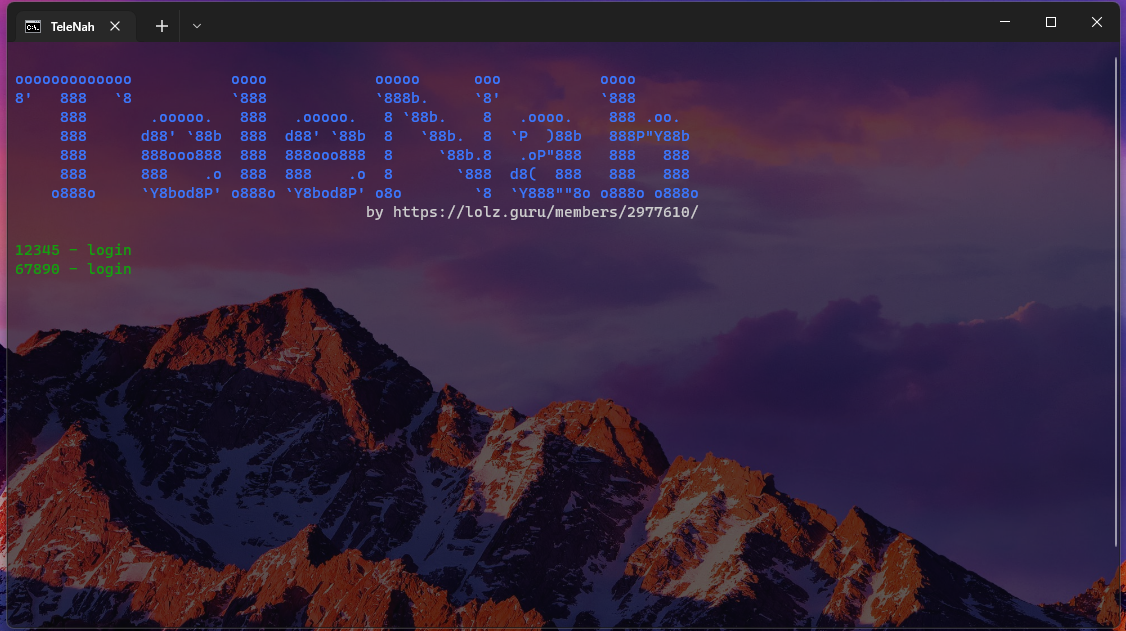 TeleNah
ooooooooooooo           oooo            ooooo      ooo           oooo
8'   888   `8           `888            `888b.     `8'           `888
     888       .ooooo.   888   .ooooo.   8 `88b.    8   .oooo.    888 .oo.
     888      d88' `88b  888  d88' `88b  8   `88b.  8  `P  )88b   888P"Y88b
     888      888ooo888  888  888ooo888  8     `88b.8   .oP"888   888   888
     888      888    .o  888  888    .o  8       `888  d8(  888   888   888
    o888o     `Y8bod8P' o888o `Y8bod8P' o8o        `8  `Y888""8o o888o o888o
by https://lolz.guru/members/2977610/
12345 - login
67890 - login